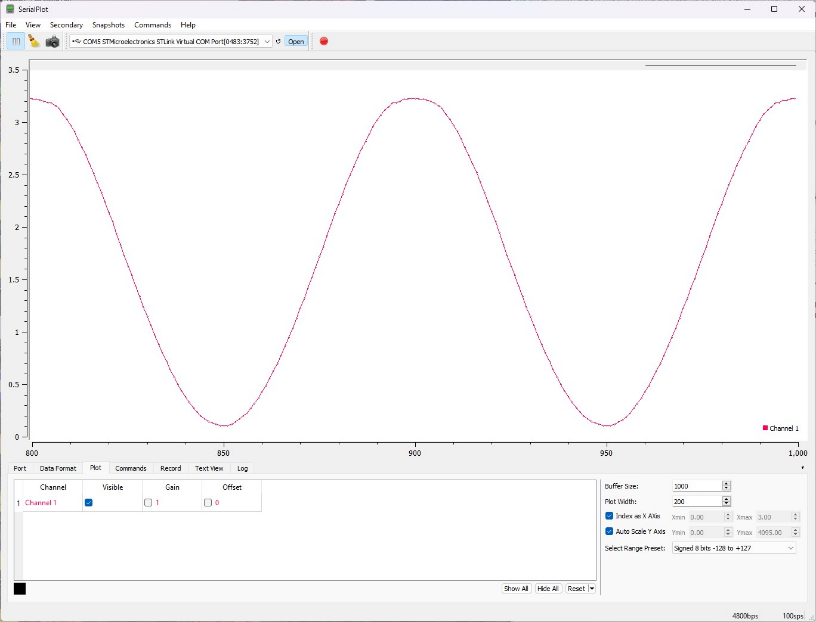 SerialPlot
File View Secondary Snapshots Commands Help
COM5 STMicroelectronics STLink Virtual COM Port[0483:3752] Open
3.5
3
2.5
2
1.5
1
0.5
0
Channel 1
800 850 900 950 1,000
Port Data Format Plot Commands Record Text View Log
Channel Visible Gain Offset
1 Channel 1 1 0
Show All Hide All Reset
Buffer Size: 1000
Plot Width: 200
Index as X AXis Xmin 0.00 Xmax 3.00
Auto Scale Y Axis Ymin 0.00 Ymax 4095.00
Select Range Preset: Signed 8 bits -128 to +127
4800bps 100sps